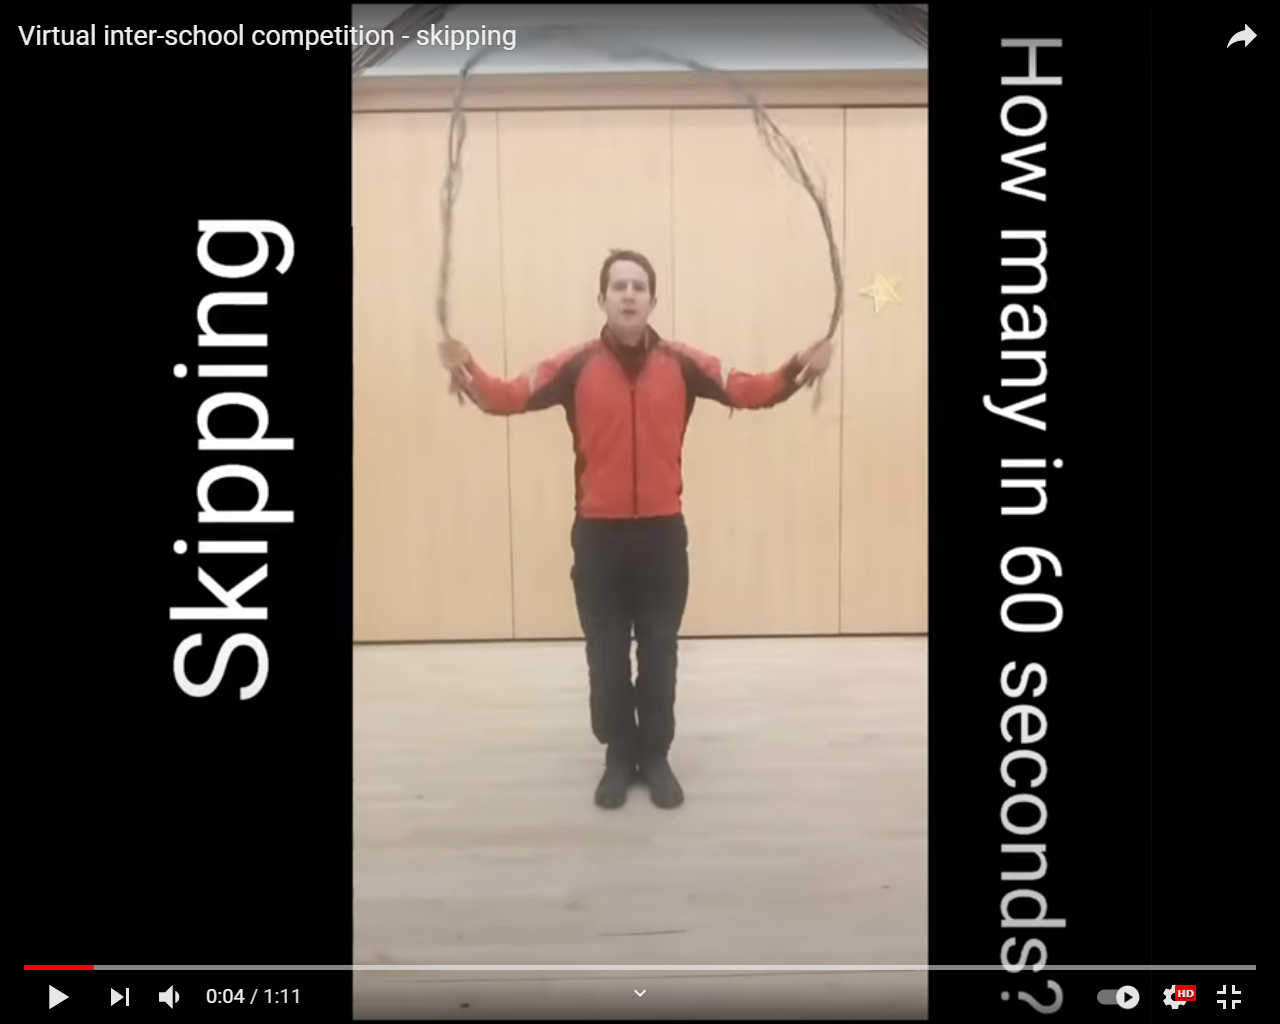 Virtual inter-school competition - skipping
Skipping
How many in 60 seconds?
0:04 / 1:11
HD